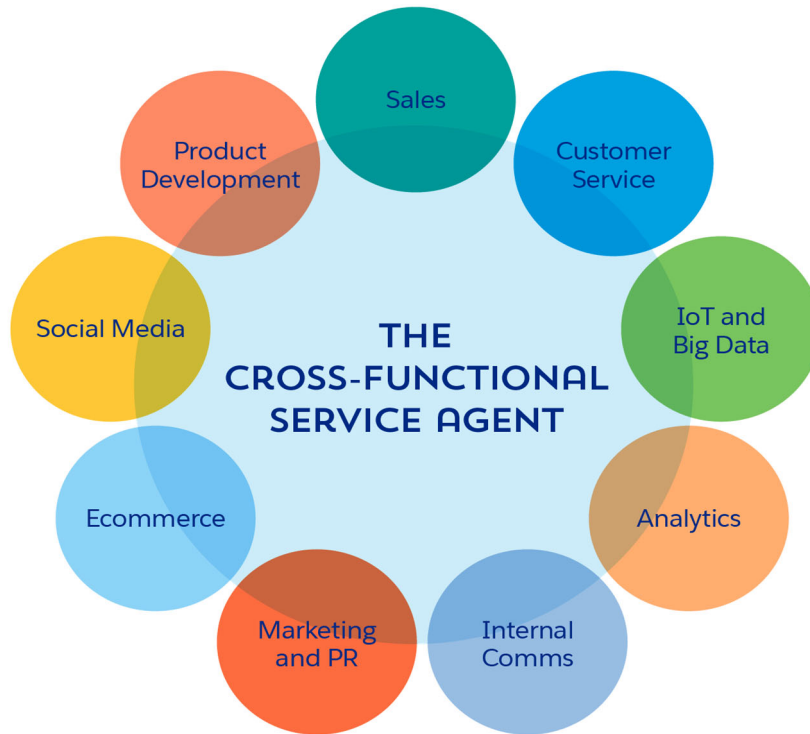 Sales
Customer
Service
IoT and
Big Data
Analytics
Internal
Comms
Marketing
and PR
Ecommerce
Social Media
Product
Development
THE
CROSS-FUNCTIONAL
SERVICE AGENT